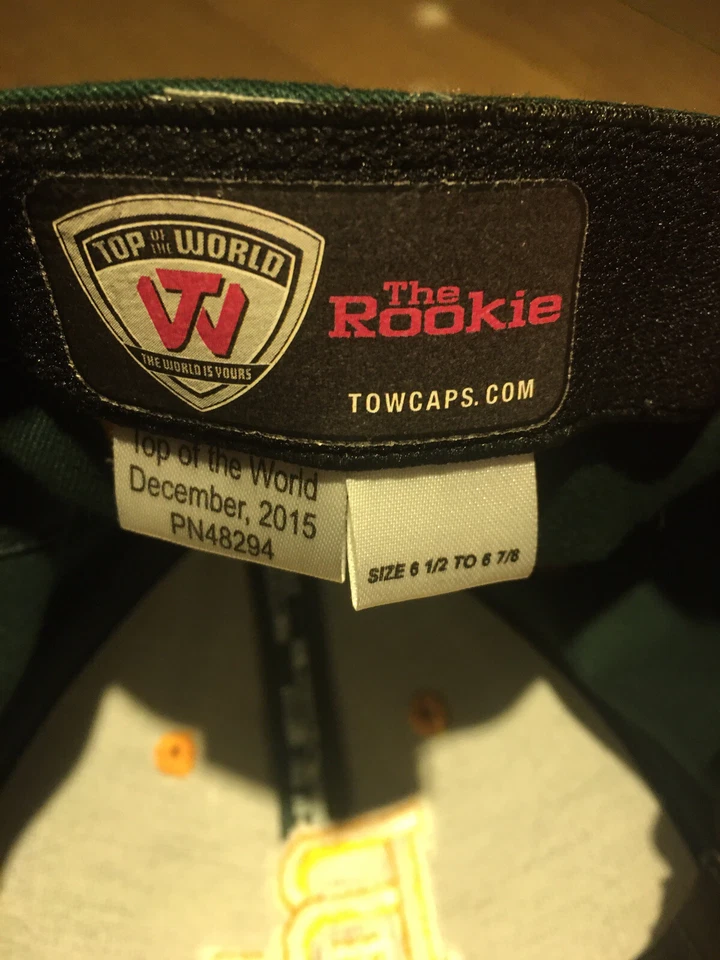 TOP OF THE WORLD
TW
THE WORLD IS YOURS
The
Rookie
TOWCAPS.COM
Top of the World
December, 2015
PN48294
SIZE 6 1/2 TO 6 7/8